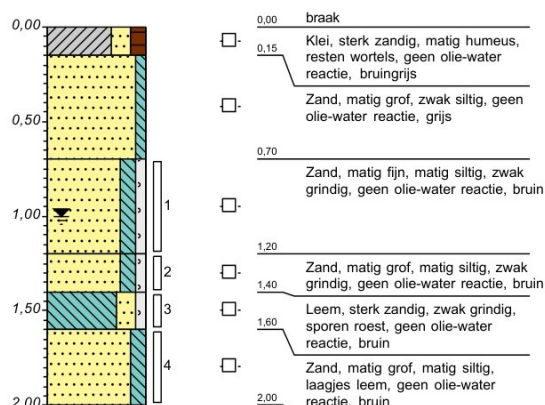 0,00
0,50
1,00
1,50
2,00
1
2
3
4
0,00
braak
Klei, sterk zandig, matig humeus,
resten wortels, geen olie-water
reactie, bruingrijs
0,15
Zand, matig grof, zwak siltig, geen
olie-water reactie, grijs
0,70
Zand, matig fijn, matig siltig, zwak
grindig, geen olie-water reactie, bruin
1,20
Zand, matig grof, matig siltig, zwak
grindig, geen olie-water reactie, bruin
1,40
Leem, sterk zandig, zwak grindig,
sporen roest, geen olie-water
reactie, bruin
1,60
Zand, matig grof, matig siltig,
laagjes leem, geen olie-water
reactie, bruin
2,00